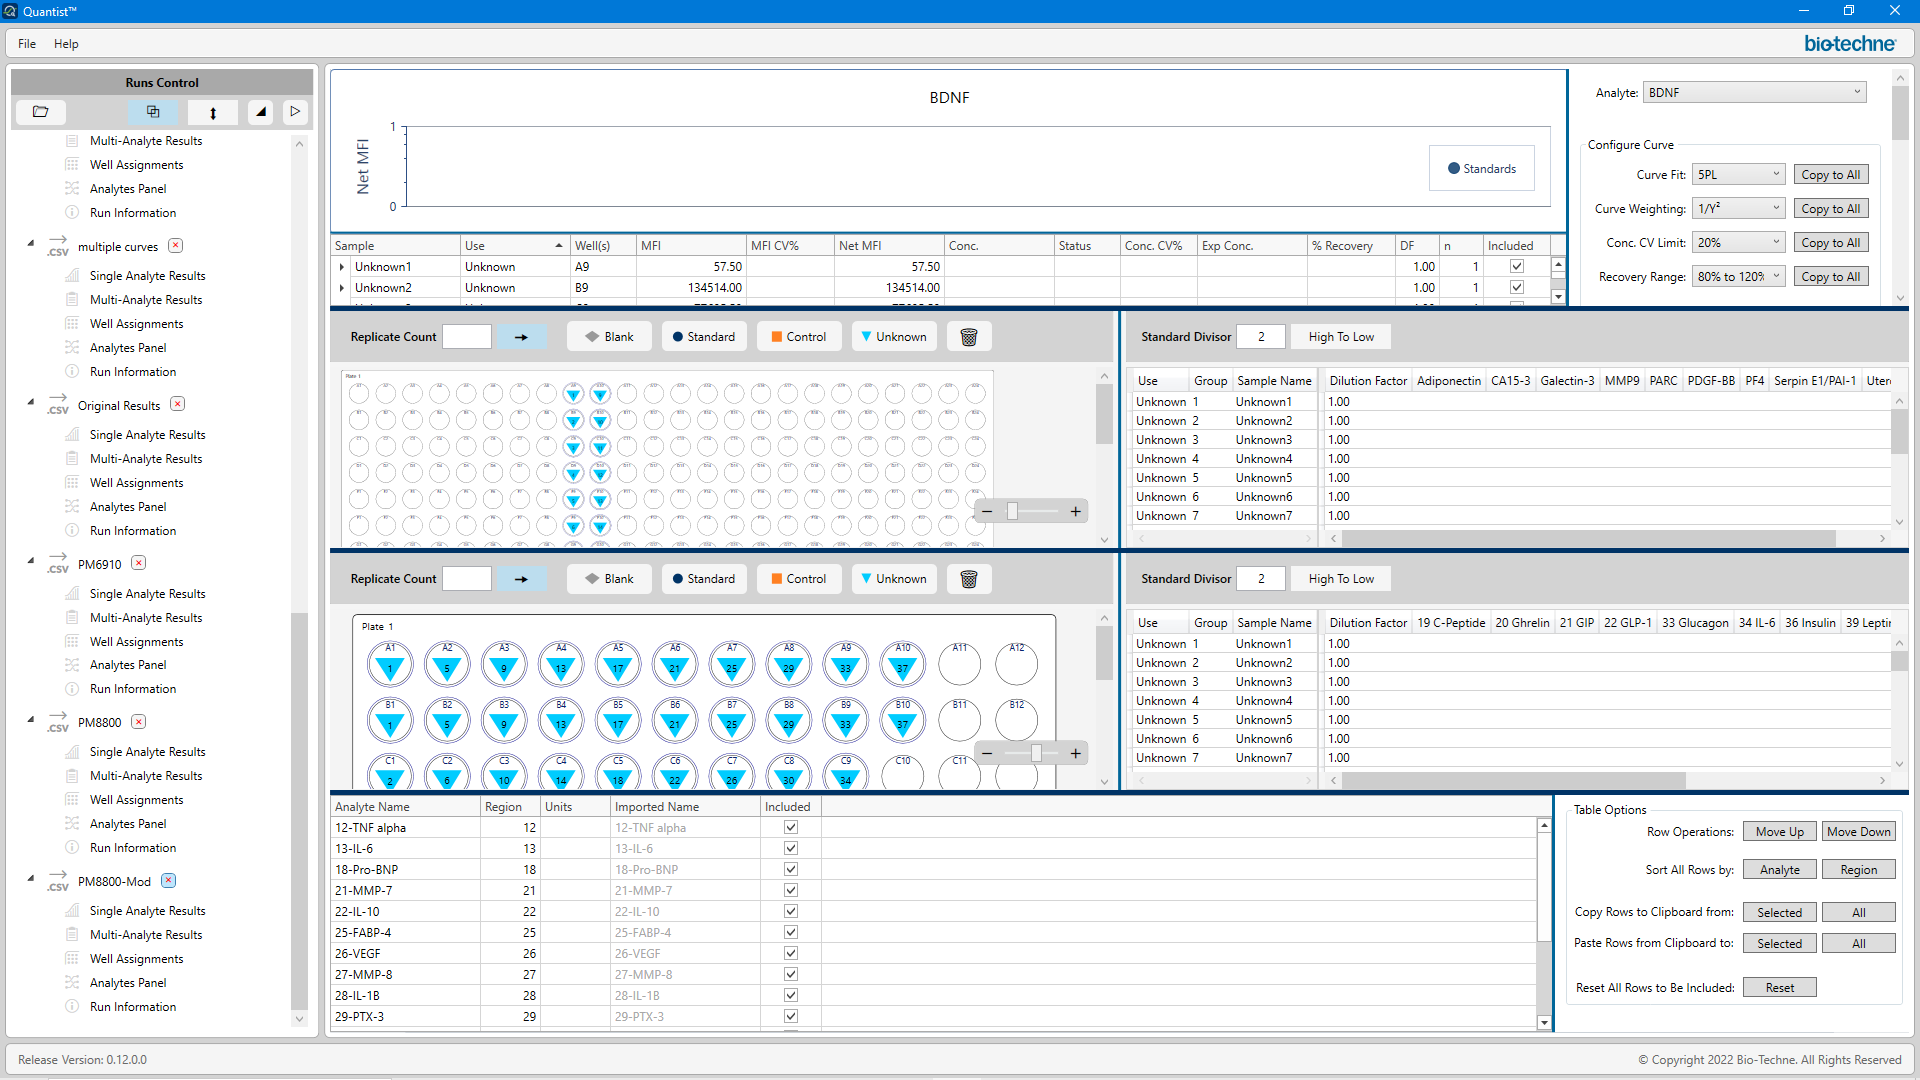 Quantist™
File Help
bio-techne
Runs Control
Multi-Analyte Results
Well Assignments
Analytes Panel
Run Information
.CSV multiple curves
Single Analyte Results
Multi-Analyte Results
Well Assignments
Analytes Panel
Run Information
.CSV Original Results
Single Analyte Results
Multi-Analyte Results
Well Assignments
Analytes Panel
Run Information
.CSV PM6910
Single Analyte Results
Multi-Analyte Results
Well Assignments
Analytes Panel
Run Information
.CSV PM8800
Single Analyte Results
Multi-Analyte Results
Well Assignments
Analytes Panel
Run Information
.CSV PM8800-Mod
Single Analyte Results
Multi-Analyte Results
Well Assignments
Analytes Panel
Run Information
BDNF
Net MFI
1
0
Standards
Sample Use Well(s) MFI MFI CV% Net MFI Conc. Status Conc. CV% Exp Conc. % Recovery DF n Included
Unknown1 Unknown A9 57.50 57.50 1.00 1
Unknown2 Unknown B9 134514.00 134514.00 1.00 1
Analyte: BDNF
Configure Curve
Curve Fit: 5PL Copy to All
Curve Weighting: 1/Y² Copy to All
Conc. CV Limit: 20% Copy to All
Recovery Range: 80% to 120% Copy to All
Replicate Count Blank Standard Control Unknown
Plate 1
Standard Divisor 2 High To Low
Use Group Sample Name Dilution Factor Adiponectin CA15-3 Galectin-3 MMP9 PARC PDGF-BB PF4 Serpin E1/PAI-1 Uter
Unknown 1 Unknown1 1.00
Unknown 2 Unknown2 1.00
Unknown 3 Unknown3 1.00
Unknown 4 Unknown4 1.00
Unknown 5 Unknown5 1.00
Unknown 6 Unknown6 1.00
Unknown 7 Unknown7 1.00
Replicate Count Blank Standard Control Unknown
Plate 1
A1 A2 A3 A4 A5 A6 A7 A8 A9 A10 A11 A12
1 5 9 13 17 21 25 29 33 37
B1 B2 B3 B4 B5 B6 B7 B8 B9 B10 B11 B12
1 5 9 13 17 21 25 29 33 37
C1 C2 C3 C4 C5 C6 C7 C8 C9 C10 C11
2 6 10 14 18 22 26 30 34
Standard Divisor 2 High To Low
Use Group Sample Name Dilution Factor 19 C-Peptide 20 Ghrelin 21 GIP 22 GLP-1 33 Glucagon 34 IL-6 36 Insulin 39 Leptin
Unknown 1 Unknown1 1.00
Unknown 2 Unknown2 1.00
Unknown 3 Unknown3 1.00
Unknown 4 Unknown4 1.00
Unknown 5 Unknown5 1.00
Unknown 6 Unknown6 1.00
Unknown 7 Unknown7 1.00
Analyte Name Region Units Imported Name Included
12-TNF alpha 12 12-TNF alpha
13-IL-6 13 13-IL-6
18-Pro-BNP 18 18-Pro-BNP
21-MMP-7 21 21-MMP-7
22-IL-10 22 22-IL-10
25-FABP-4 25 25-FABP-4
26-VEGF 26 26-VEGF
27-MMP-8 27 27-MMP-8
28-IL-1B 28 28-IL-1B
29-PTX-3 29 29-PTX-3
Table Options
Row Operations: Move Up Move Down
Sort All Rows by: Analyte Region
Copy Rows to Clipboard from: Selected All
Paste Rows from Clipboard to: Selected All
Reset All Rows to Be Included: Reset
Release Version: 0.12.0.0
© Copyright 2022 Bio-Techne. All Rights Reserved